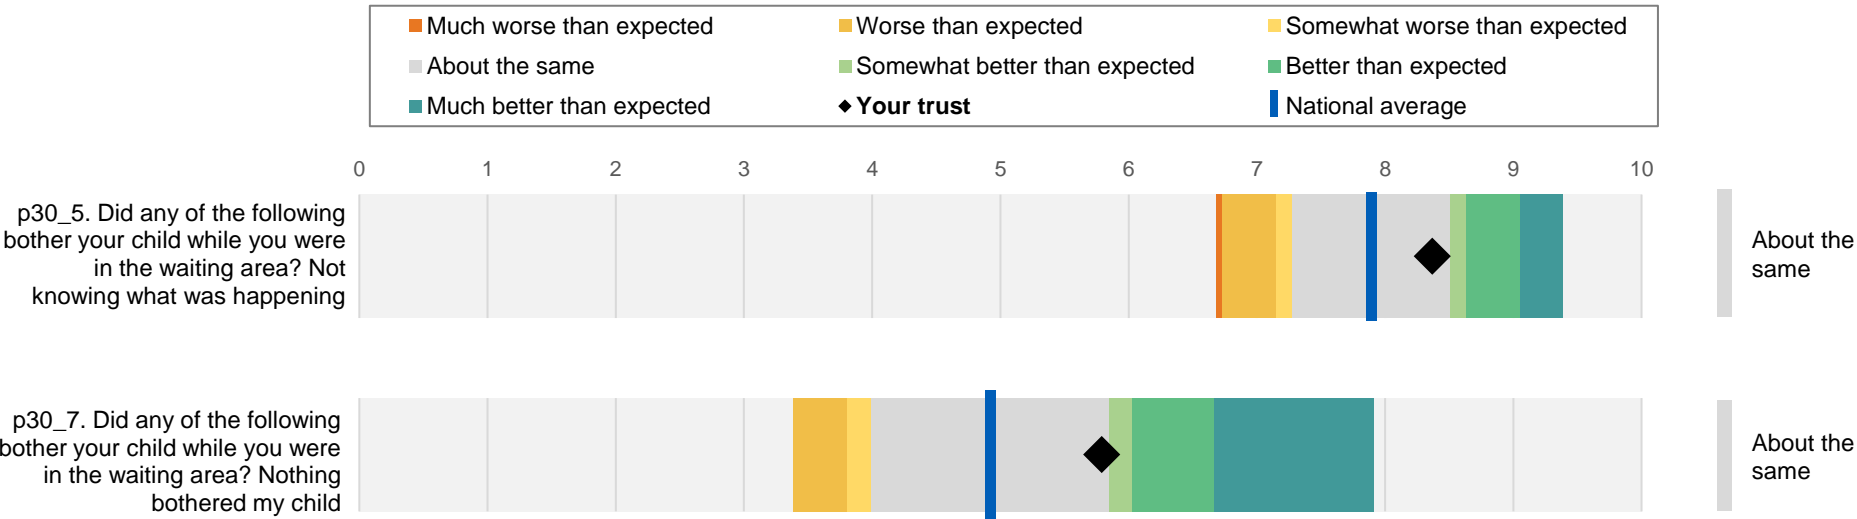 Much worse than expected
Worse than expected
Somewhat worse than expected
About the same
Somewhat better than expected
Better than expected
Much better than expected
Your trust
National average
0 1 2 3 4 5 6 7 8 9 10
p30_5. Did any of the following
bother your child while you were
in the waiting area? Not
knowing what was happening
About the
same
p30_7. Did any of the following
bother your child while you were
in the waiting area? Nothing
bothered my child
About the
same